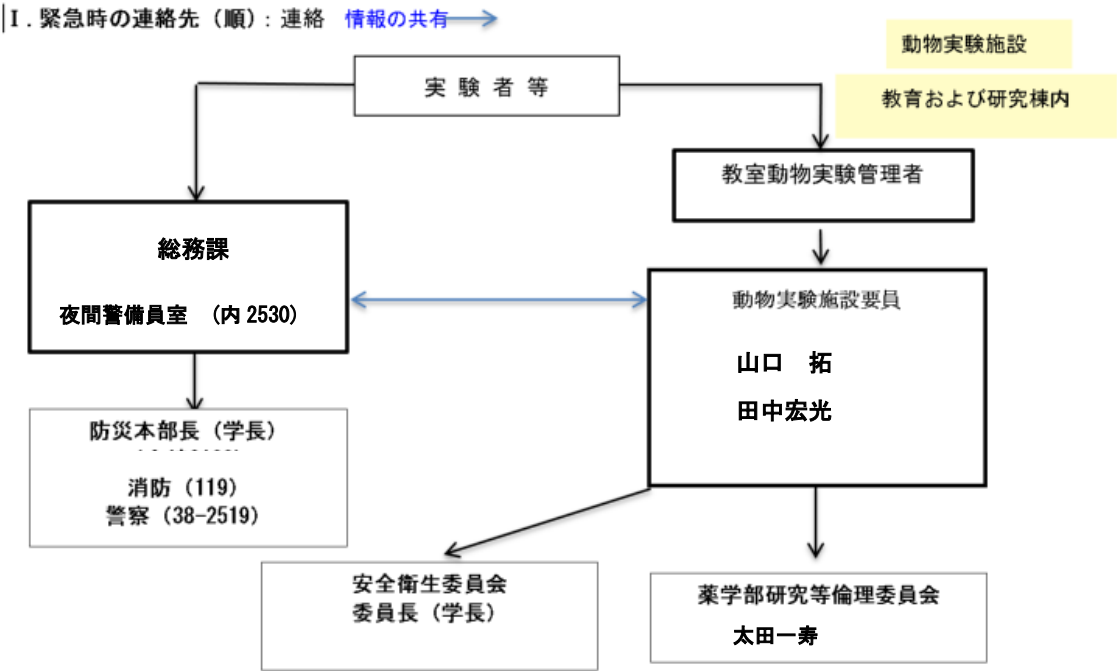 I. 緊急時の連絡先（順）: 連絡　情報の共有
動物実験施設
教育および研究棟内
実 験 者 等
教室動物実験管理者
総務課
夜間警備員室　（内 2530）
動物実験施設要員
山口　拓
田中宏光
防災本部長（学長）
消防（119）
警察（38-2519）
安全衛生委員会
委員長（学長）
薬学部研究等倫理委員会
太田一寿